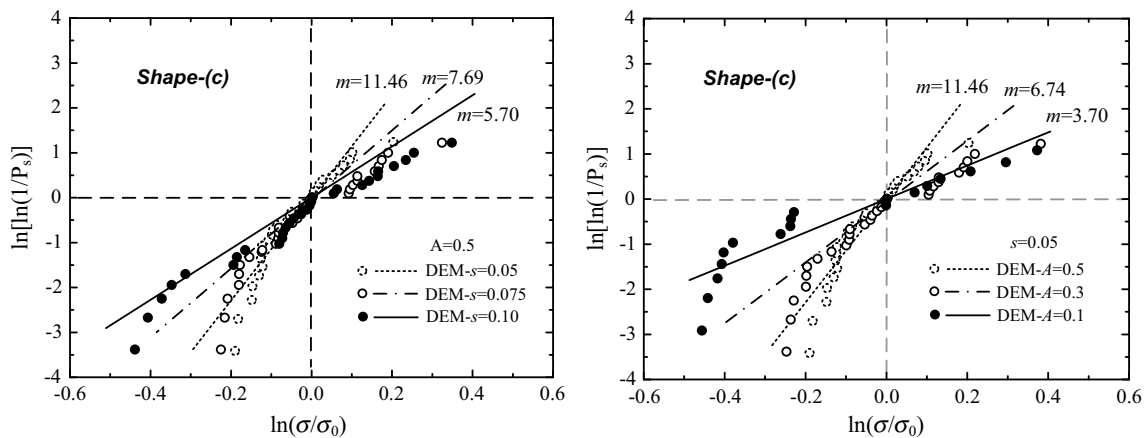 4
3
2
1
0
-1
-2
-3
-4
ln[ln(1/Pₛ)]
Shape-(c)
m=11.46
m=7.69
m=5.70
A=0.5
DEM-s=0.05
DEM-s=0.075
DEM-s=0.10
-0.6 -0.4 -0.2 0.0 0.2 0.4 0.6
ln(σ/σ₀)
4
3
2
1
0
-1
-2
-3
4
ln[ln(1/Pₛ)]
Shape-(c)
m=11.46
m=6.74
m=3.70
s=0.05
DEM-A=0.5
DEM-A=0.3
DEM-A=0.1
-0.6 -0.4 -0.2 0.0 0.2 0.4 0.6
ln(σ/σ₀)